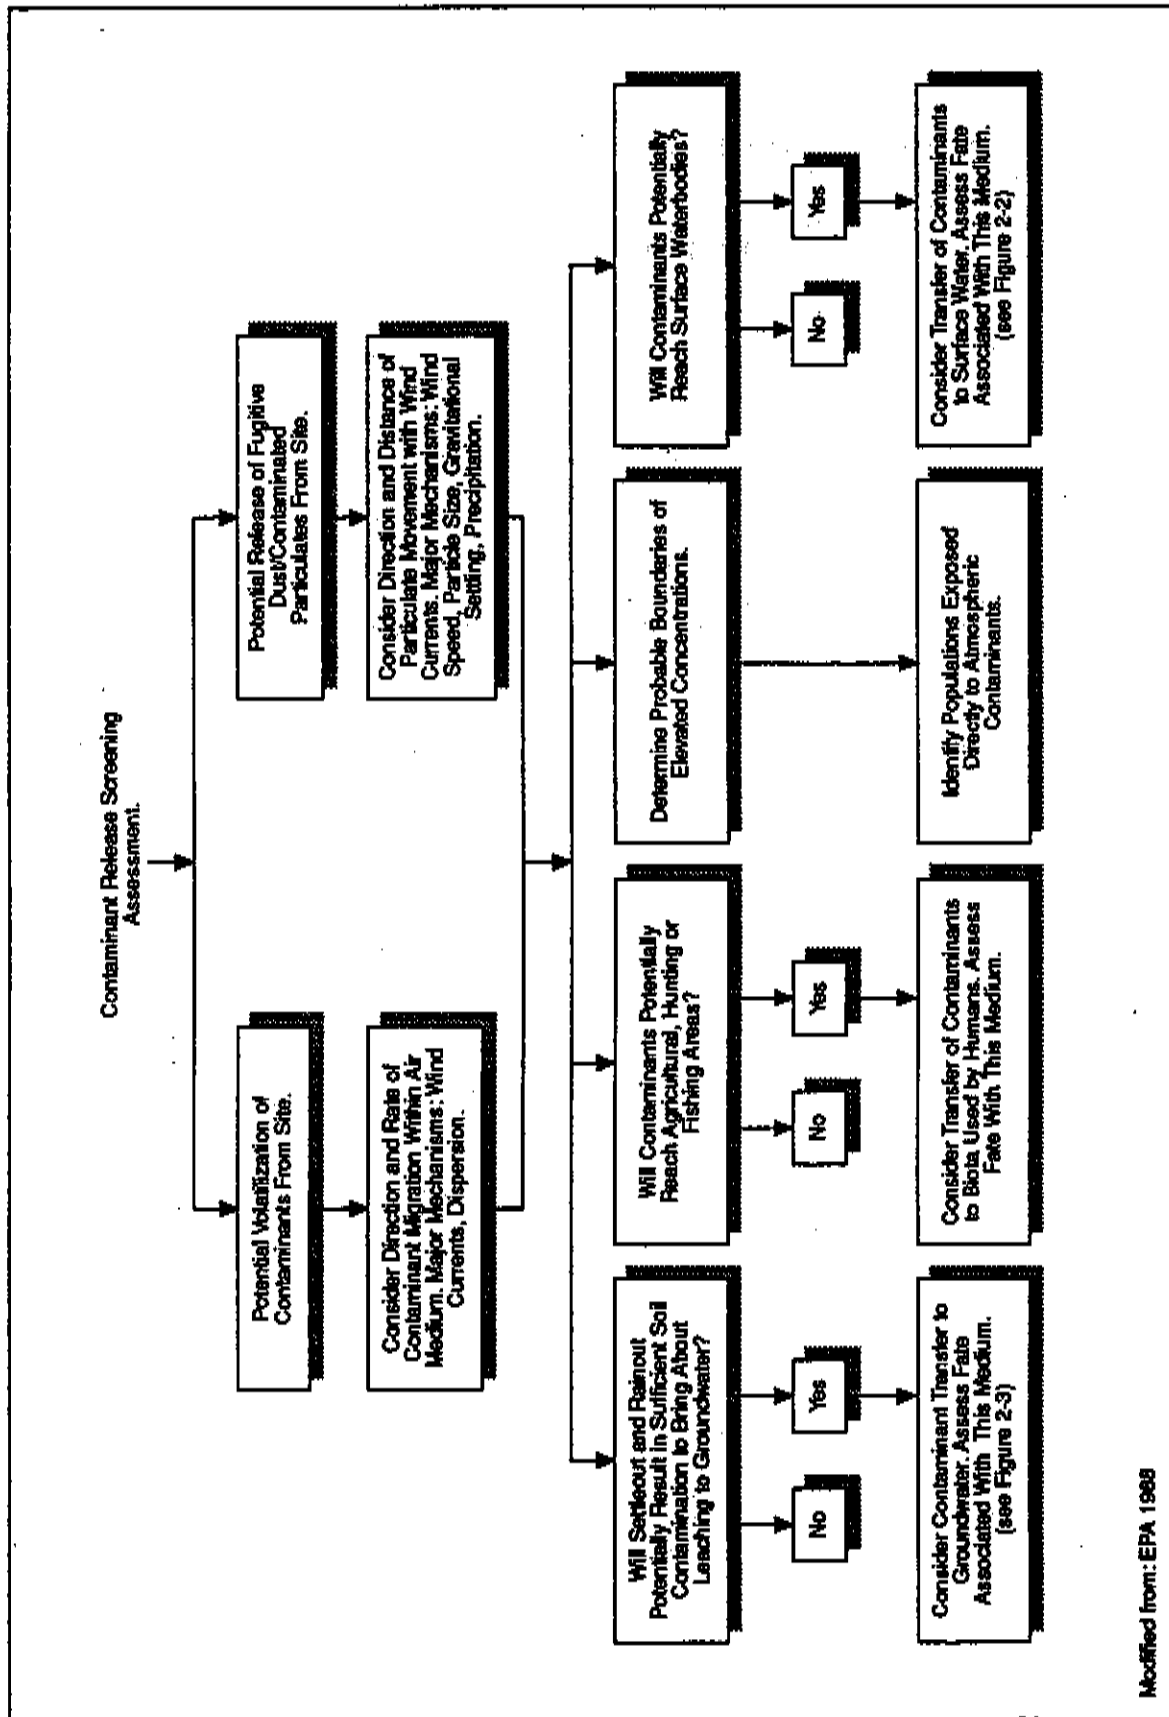 Contaminant Release Screening
Assessment.
Potential Volatilization of
Contaminants From Site.
Potential Release of Fugitive
Dust/Contaminated
Particulates From Site.
Consider Direction and Rate of
Contaminant Migration Within Air
Medium. Major Mechanisms: Wind
Currents, Dispersion.
Consider Direction and Distance of
Particulate Movement with Wind
Currents. Major Mechanisms: Wind
Speed, Particle Size, Gravitational
Settling, Precipitation.
Will Settleout and Rainout
Potentially Result in Sufficient Soil
Contamination to Bring About
Leaching to Groundwater?
Will Contaminants Potentially
Reach Agricultural, Hunting or
Fishing Areas?
Determine Probable Boundaries of
Elevated Concentrations.
Will Contaminants Potentially
Reach Surface Waterbodies?
No
Yes
No
Yes
No
Yes
Consider Contaminant Transfer to
Groundwater. Assess Fate
Associated With This Medium.
(see Figure 2-3)
Consider Transfer of Contaminants
to Biota Used by Humans. Assess
Fate With This Medium.
Identify Populations Exposed
Directly to Atmospheric
Contaminants.
Consider Transfer of Contaminants
to Surface Water. Assess Fate
Associated With This Medium.
(see Figure 2-2)
Modified from: EPA 1988